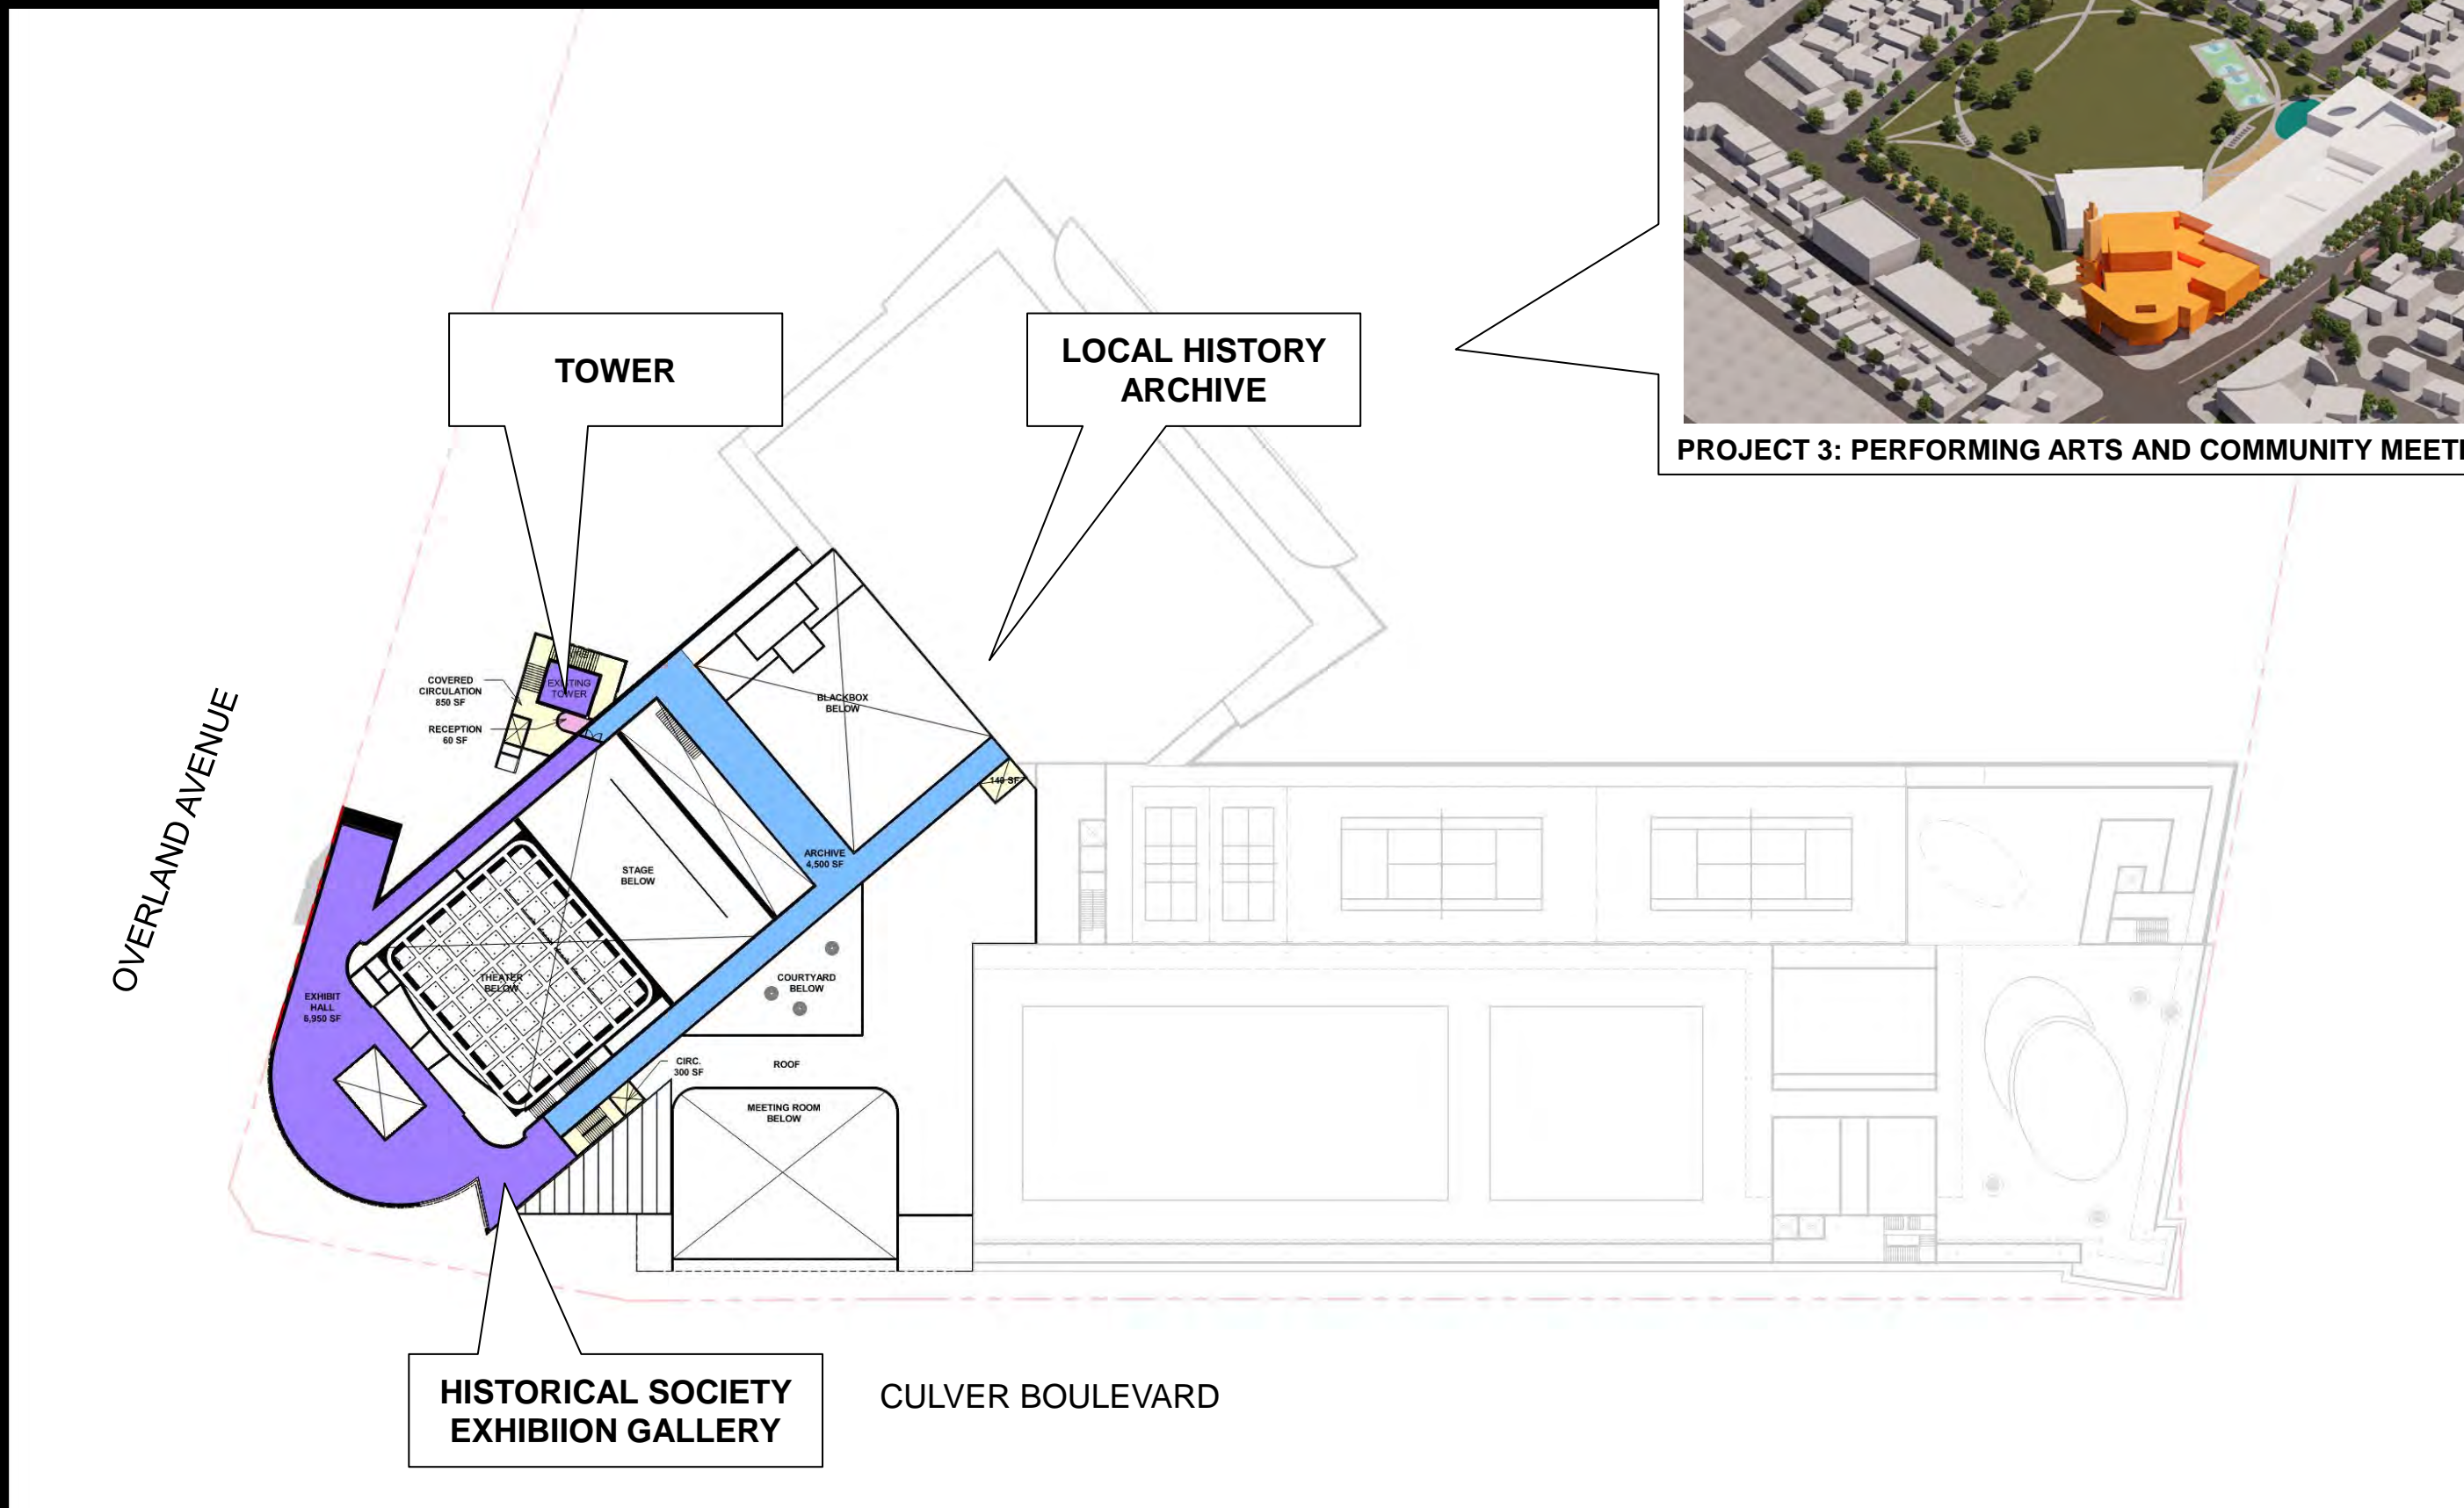 PROJECT 3: PERFORMING ARTS AND COMMUNITY
TOWER
LOCAL HISTORY
ARCHIVE
COVERED
CIRCULATION
850 SF
RECEPTION
60 SF
EXISTING
TOWER
BLACKBOX
BELOW
140 SF
ARCHIVE
4,500 SF
STAGE
BELOW
THEATER
BELOW
COURTYARD
BELOW
EXHIBIT
HALL
6,950 SF
CIRC.
300 SF
ROOF
MEETING ROOM
BELOW
OVERLAND AVENUE
HISTORICAL SOCIETY
EXHIBIION GALLERY
CULVER BOULEVARD